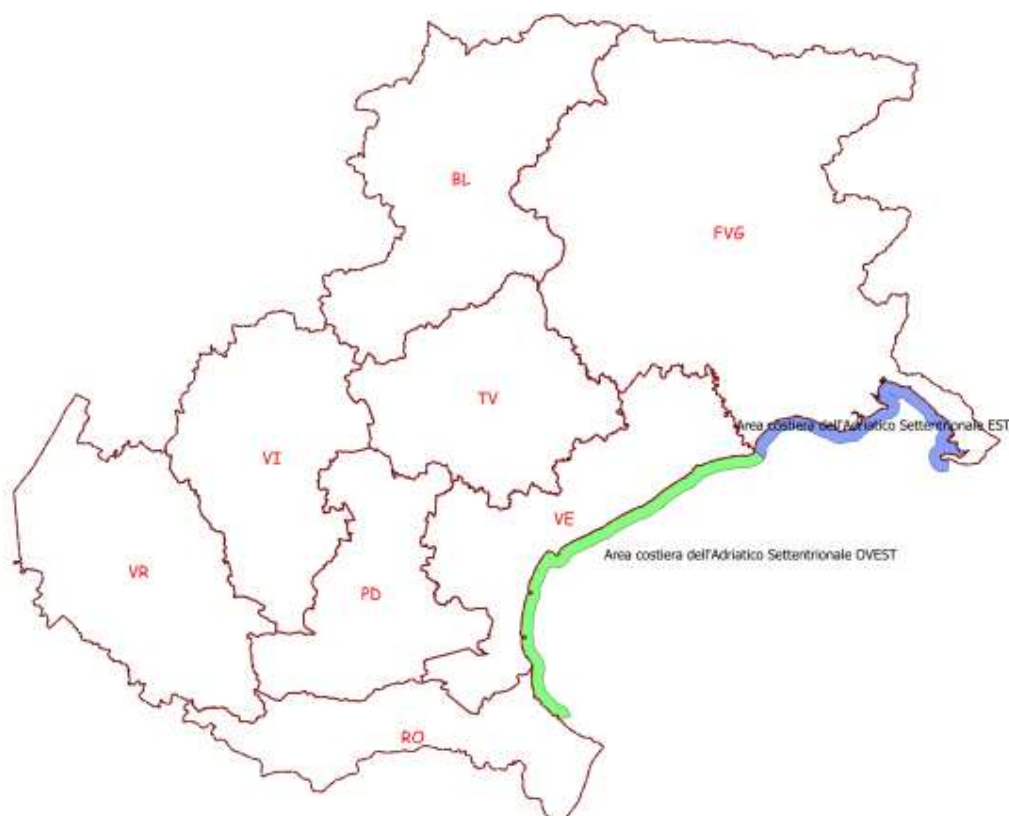 BL
FVG
TV
Area costiera dell'Adriatico Settentrionale EST
VI
VE
Area costiera dell'Adriatico Settentrionale OVEST
VR
PD
RO